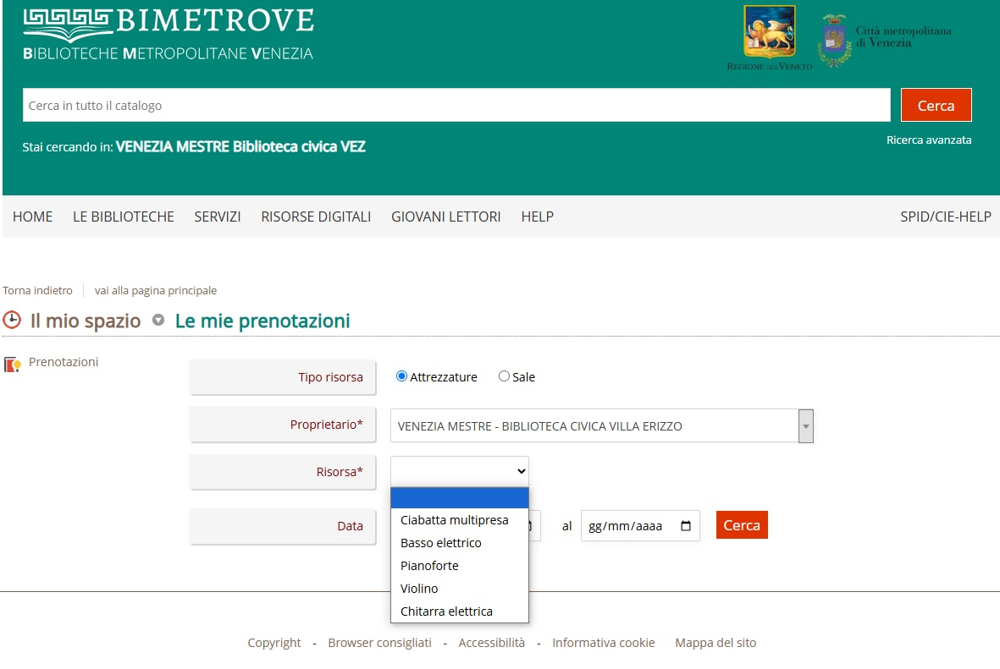 BIMETROVE
BIBLIOTECHE METROPOLITANE VENEZIA
REGIONE DEL VENETO
Città metropolitana
di Venezia
Cerca in tutto il catalogo
Cerca
Stai cercando in: VENEZIA MESTRE Biblioteca civica VEZ
Ricerca avanzata
HOME LE BIBLIOTECHE SERVIZI RISORSE DIGITALI GIOVANI LETTORI HELP SPID/CIE-HELP
Torna indietro vai alla pagina principale
Il mio spazio Le mie prenotazioni
Prenotazioni
Tipo risorsa Attrezzature Sale
Proprietario* VENEZIA MESTRE - BIBLIOTECA CIVICA VILLA ERIZZO
Risorsa*
Ciabatta multipresa
Basso elettrico
Pianoforte
Violino
Chitarra elettrica
Data al gg/mm/aaaa Cerca
Copyright - Browser consigliati - Accessibilità - Informativa cookie Mappa del sito